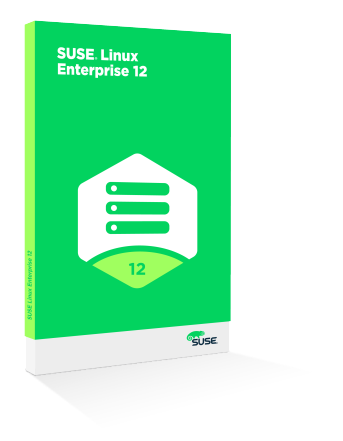 SUSE. Linux
Enterprise 12
12
SUSE Linux Enterprise 12
SUSE.